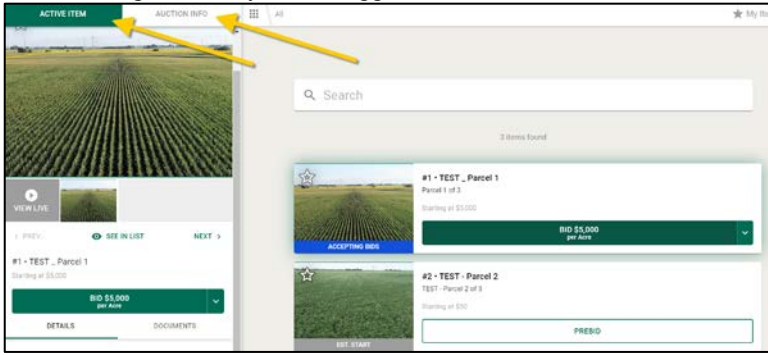 ACTIVE ITEM
AUCTION INFO
All
★ My
VIEW LIVE
‹ PREV
SEE IN LIST
NEXT ›
#1 • TEST _ Parcel 1
Starting at $5,000
BID $5,000
per Acre
DETAILS
DOCUMENTS
Search
3 items found
#1 • TEST _ Parcel 1
Parcel 1 of 3
Starting at $5,000
BID $5,000
per Acre
ACCEPTING BIDS
#2 • TEST - Parcel 2
TEST - Parcel 2 of 3
Starting at $50
PREBID
EST. START